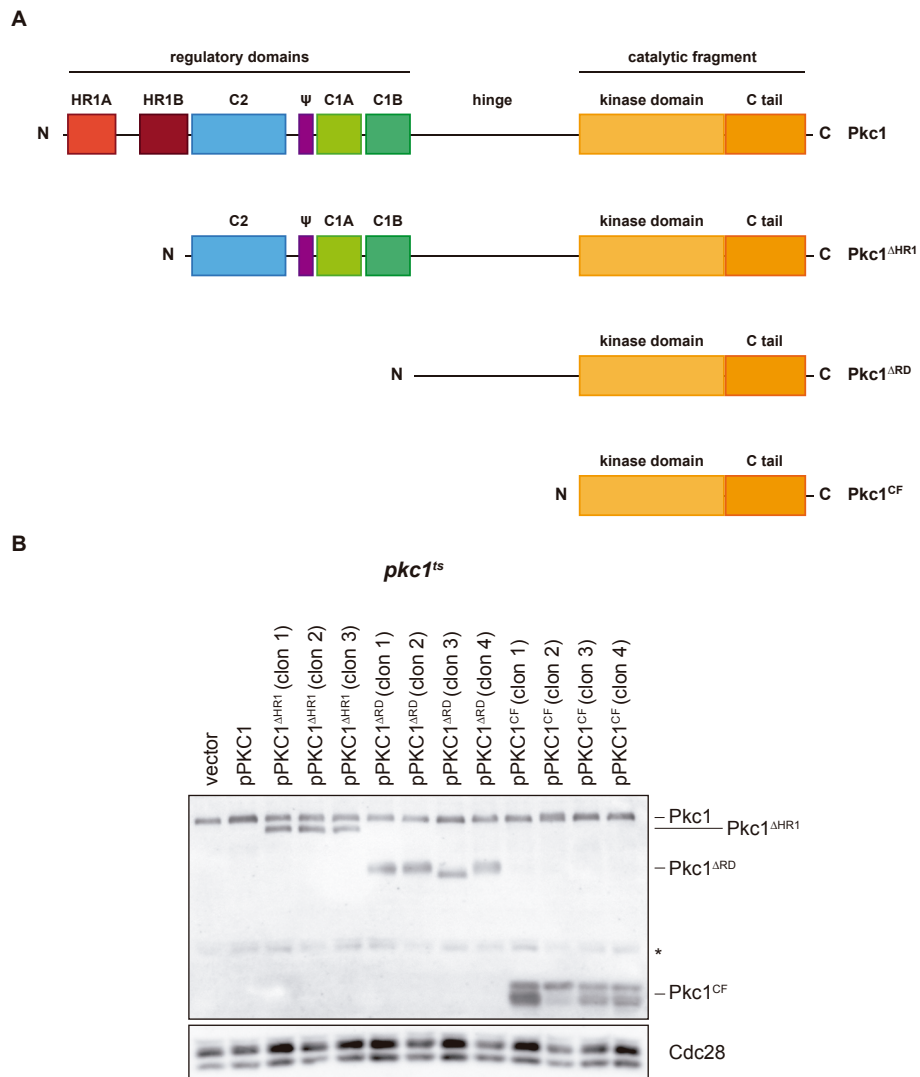 A
regulatory domains
catalytic fragment
HR1A HR1B C2 Ψ C1A C1B hinge kinase domain C tail
N C Pkc1
C2 Ψ C1A C1B kinase domain C tail
N C Pkc1ΔHR1
kinase domain C tail
N C Pkc1ΔRD
kinase domain C tail
N C Pkc1CF
B
pkc1ts
vector
pPKC1
pPKC1ΔHR1 (clon 1)
pPKC1ΔHR1 (clon 2)
pPKC1ΔHR1 (clon 3)
pPKC1ΔRD (clon 1)
pPKC1ΔRD (clon 2)
pPKC1ΔRD (clon 3)
pPKC1ΔRD (clon 4)
pPKC1CF (clon 1)
pPKC1CF (clon 2)
pPKC1CF (clon 3)
pPKC1CF (clon 4)
Pkc1
Pkc1ΔHR1
Pkc1ΔRD
*
Pkc1CF
Cdc28